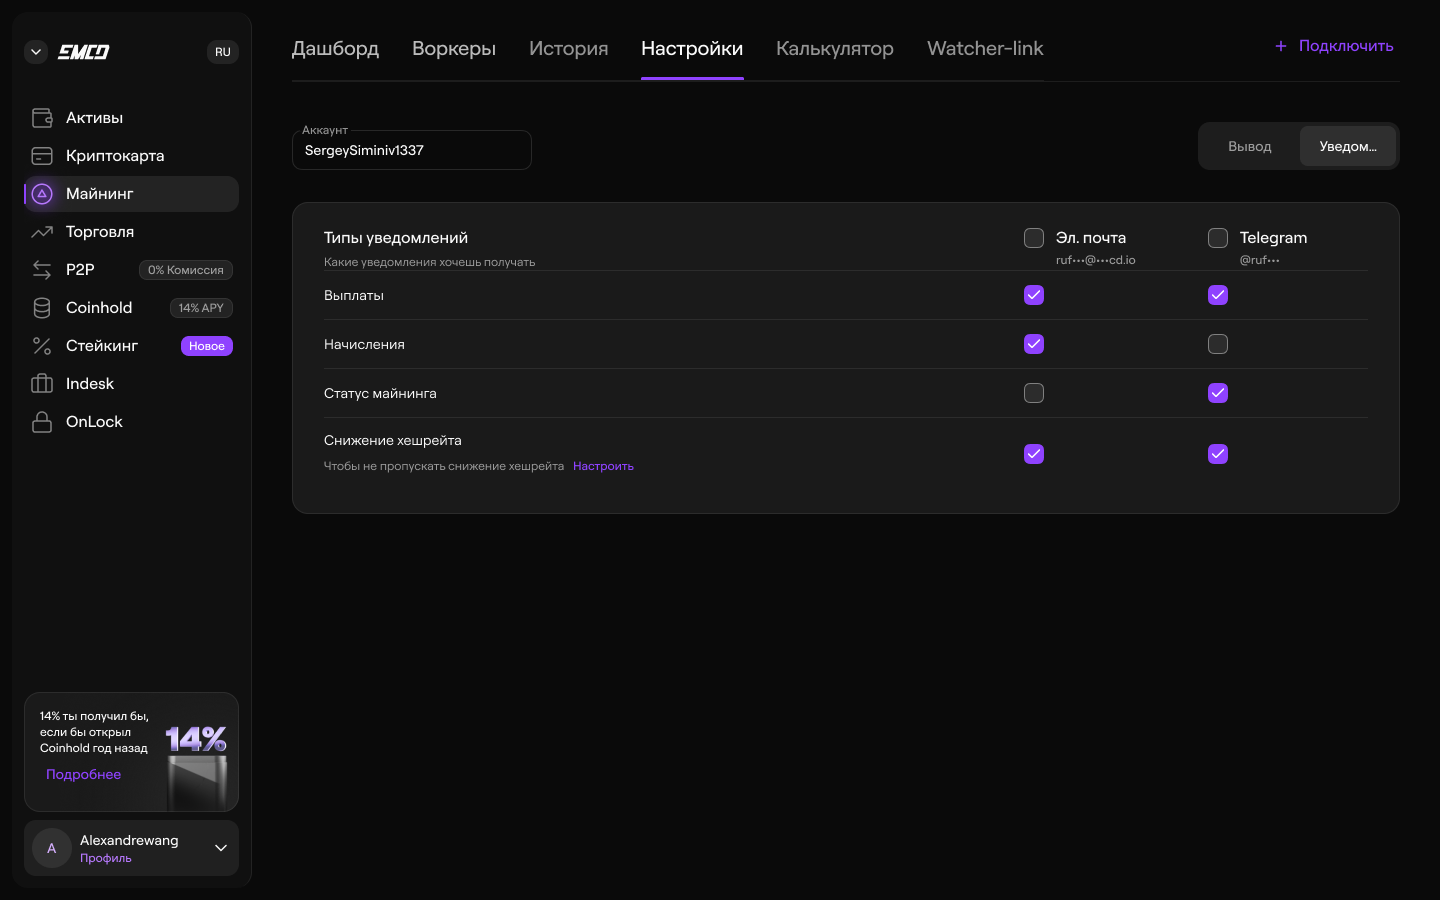 EMCD
RU
Активы
Криптокарта
Майнинг
Торговля
P2P
0% Комиссия
Coinhold
14% APY
Стейкинг
Новое
Indesk
OnLock
14% ты получил бы,
если бы открыл
Coinhold год назад
Подробнее
14%
A
Alexandrewang
Профиль
Дашборд
Воркеры
История
Настройки
Калькулятор
Watcher-link
+ Подключить
Аккаунт
SergeySiminiv1337
Вывод
Уведом...
Типы уведомлений
Какие уведомления хочешь получать
Эл. почта
ruf•••@•••cd.io
Telegram
@ruf•••
Выплаты
Начисления
Статус майнинга
Снижение хешрейта
Чтобы не пропускать снижение хешрейта Настроить